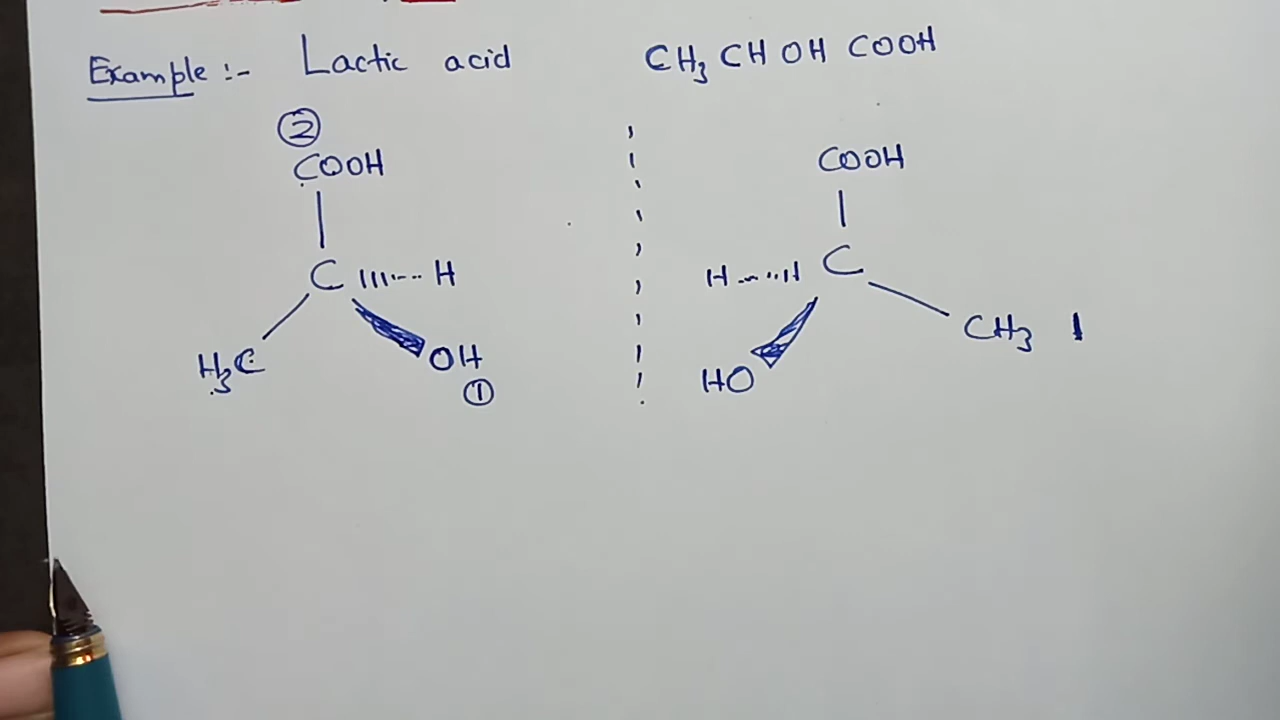 Example :- Lactic acid CH3 CH OH COOH
②
COOH COOH
C H H C
H3C OH HO CH3
①